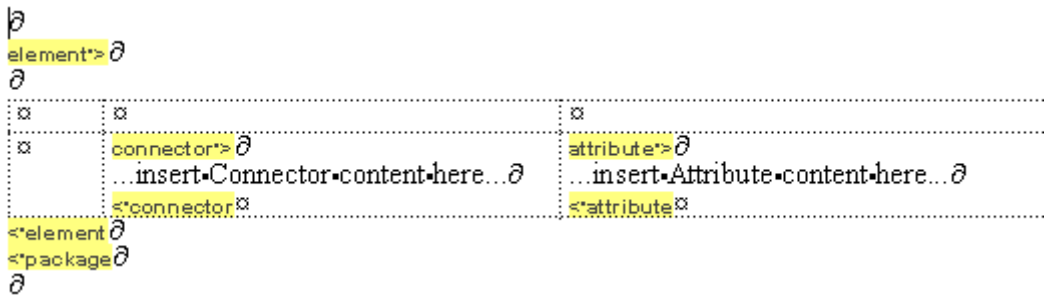 ∂
element*>∂
∂
¤ ¤ ¤
¤ connector*>∂ attribute*>∂
...insert▪Connector▪content▪here...∂ ...insert▪Attribute▪content▪here...∂
<*connector¤ <*attribute¤
<*element∂
<*package∂
∂